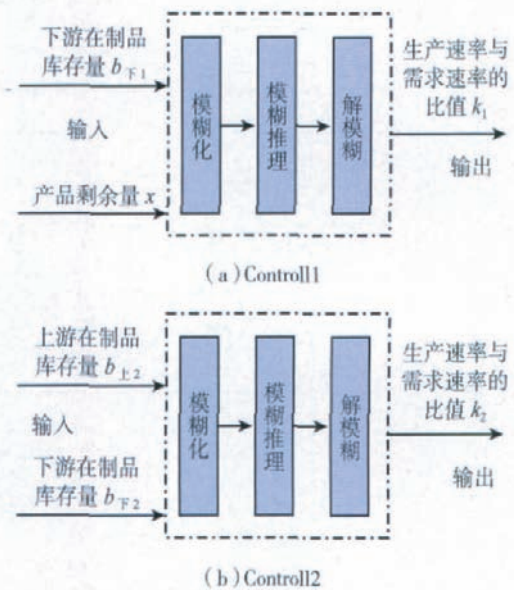 下游在制品
库存量 b下1
输入
产品剩余量 x
模糊化
模糊推理
解模糊
生产速率与
需求速率的
比值 k1
输出
(a)Controll1
上游在制品
库存量 b上2
输入
下游在制品
库存量 b下2
模糊化
模糊推理
解模糊
生产速率与
需求速率的
比值 k2
输出
(b)Controll2